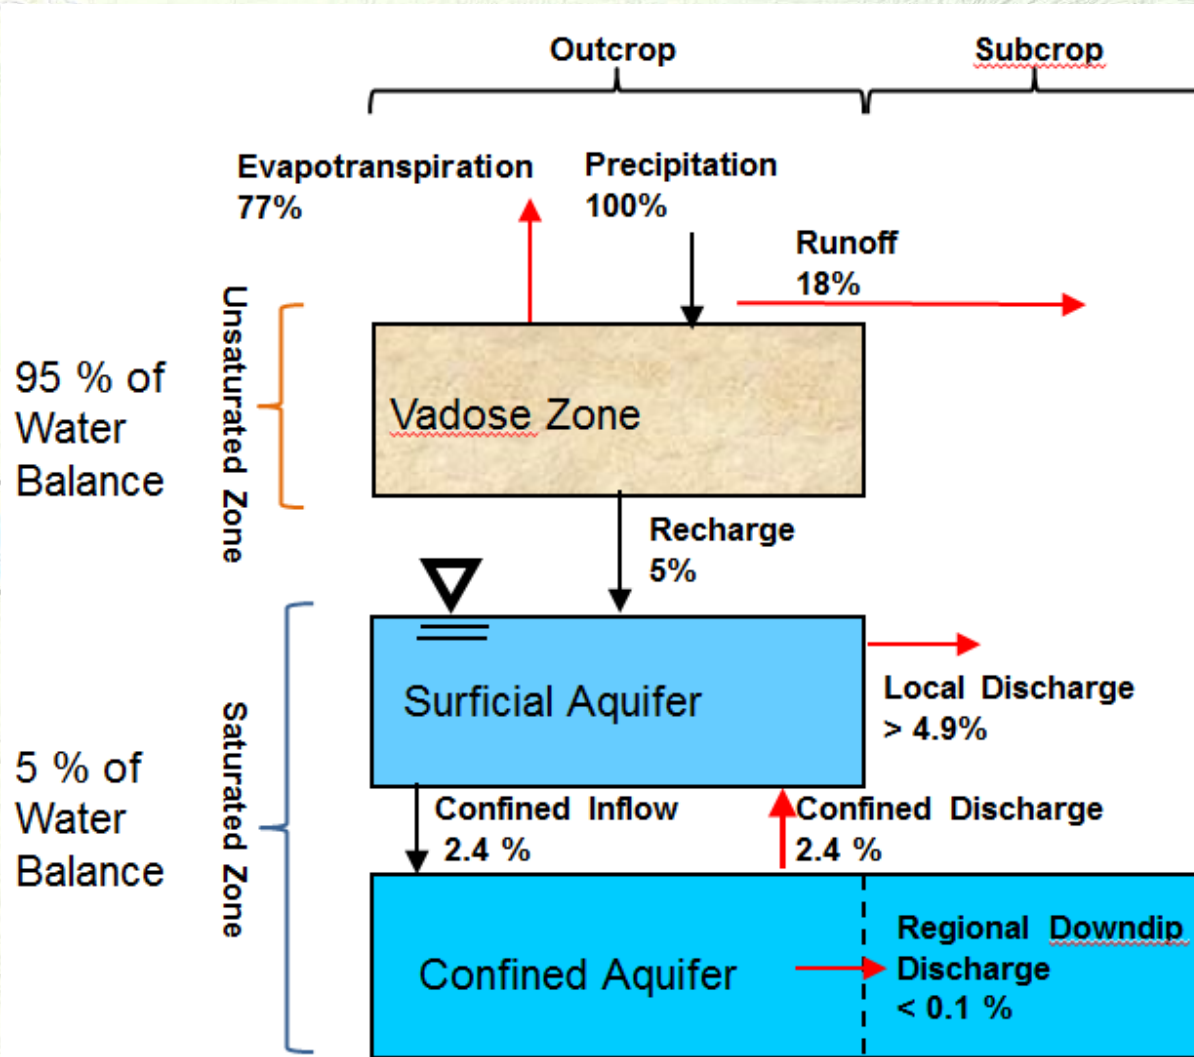 Outcrop
Subcrop
Evapotranspiration
77%
Precipitation
100%
Runoff
18%
95 % of
Water
Balance
Unsaturated Zone
Vadose Zone
Recharge
5%
Surficial Aquifer
Local Discharge
> 4.9%
5 % of
Water
Balance
Saturated Zone
Confined Inflow
2.4 %
Confined Discharge
2.4 %
Confined Aquifer
Regional Downdip
Discharge
< 0.1 %